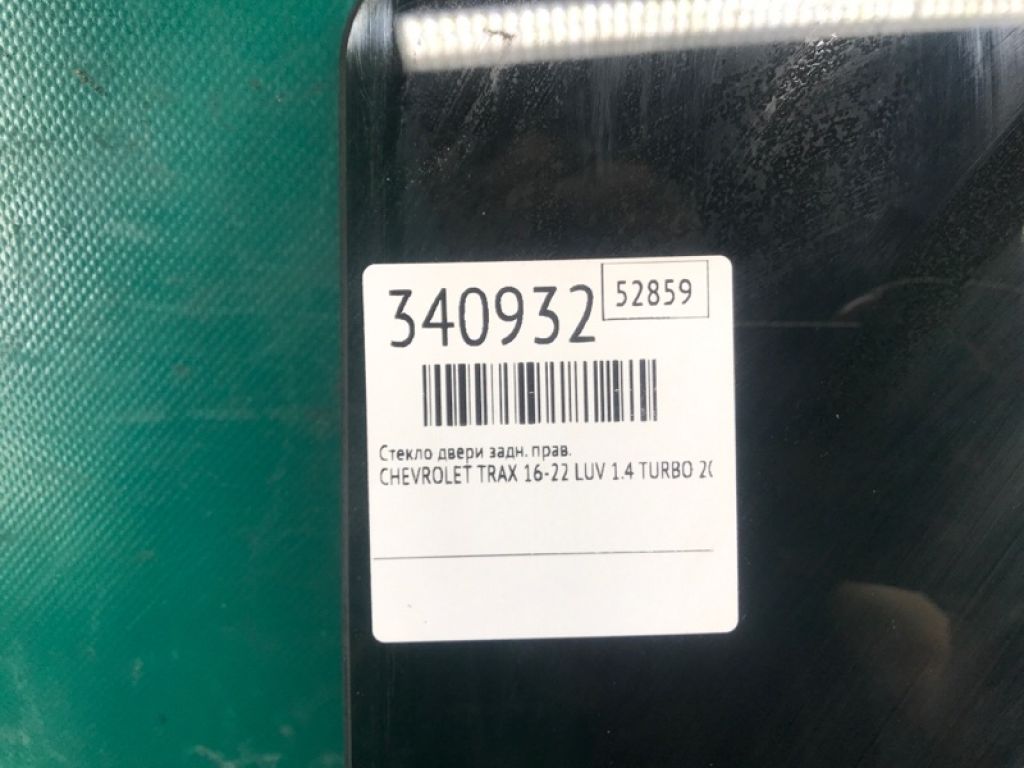 340932
52859
Стекло двери задн. прав.
CHEVROLET TRAX 16-22 LUV 1.4 TURBO